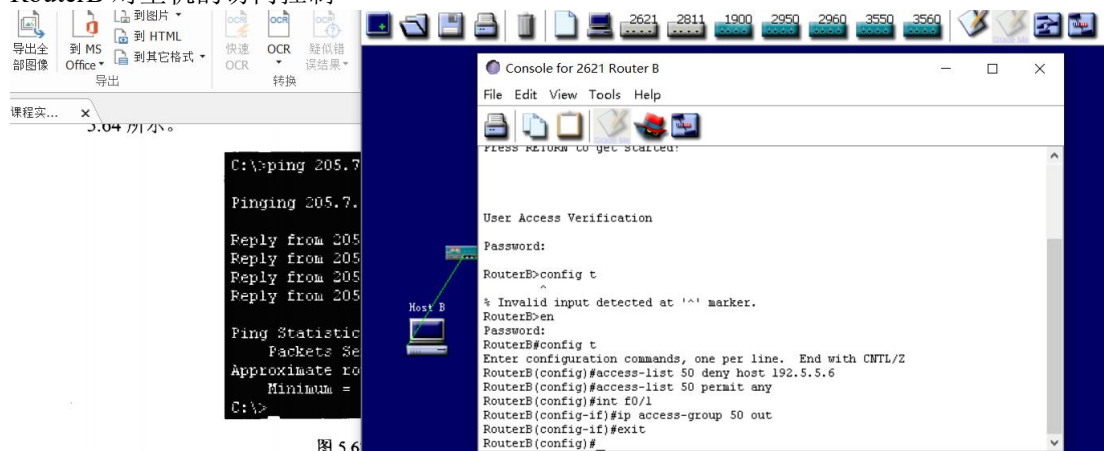 RouterB 对主机的访问控制
到图片
到 HTML
到其它格式
导出全
部图像
到 MS
Office
导出
OCR
快速
OCR
OCR
OCR
疑似错
误结果
转换
2621 2811 1900 2950 2960 3550 3560
课程实... ×
5.64 所示。
C:\>ping 205.7
Pinging 205.7.
Reply from 205
Reply from 205
Reply from 205
Reply from 205
Ping Statistic
Packets Se
Approximate ro
Minimum =
C:\>
图 5.6
Host B
Console for 2621 Router B
File Edit View Tools Help
Press RETURN to get started!
User Access Verification
Password:
RouterB>config t
^
% Invalid input detected at '^' marker.
RouterB>en
Password:
RouterB#config t
Enter configuration commands, one per line. End with CNTL/Z
RouterB(config)#access-list 50 deny host 192.5.5.6
RouterB(config)#access-list 50 permit any
RouterB(config)#int f0/1
RouterB(config-if)#ip access-group 50 out
RouterB(config-if)#exit
RouterB(config)#_